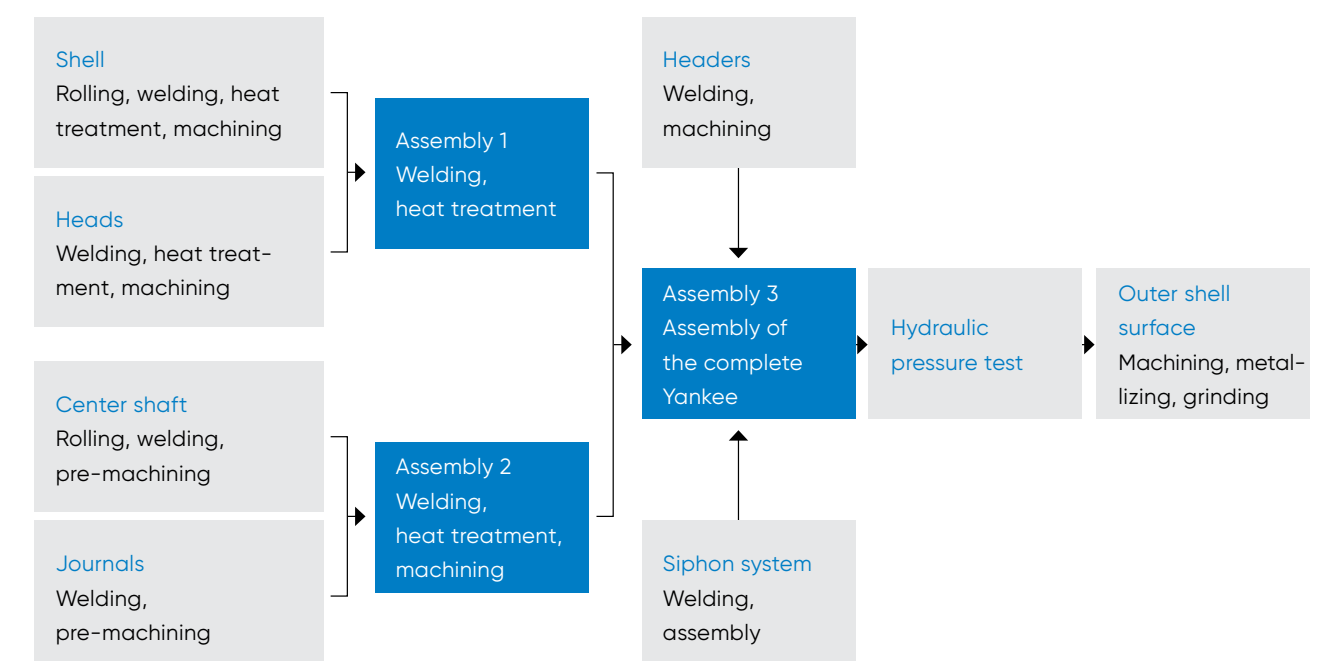 Shell
Rolling, welding, heat
treatment, machining
Heads
Welding, heat treat-
ment, machining
Center shaft
Rolling, welding,
pre-machining
Journals
Welding,
pre-machining
Assembly 1
Welding,
heat treatment
Assembly 2
Welding,
heat treatment,
machining
Headers
Welding,
machining
Assembly 3
Assembly of
the complete
Yankee
Siphon system
Welding,
assembly
Hydraulic
pressure test
Outer shell
surface
Machining, metal-
lizing, grinding